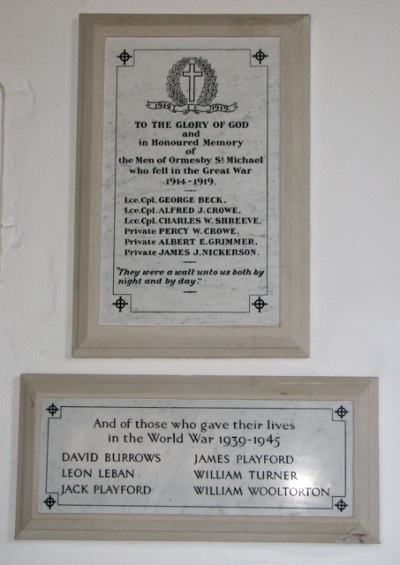 1914 1919
TO THE GLORY OF GOD
and
in Honoured Memory
of
the Men of Ormesby St Michael
who fell in the Great War
1914-1919.
Lce.Cpl. GEORGE BECK.
Lce.Cpl. ALFRED J. CROWE.
Lce.Cpl. CHARLES W. SHREEVE.
Private PERCY W. CROWE.
Private ALBERT E. GRIMMER.
Private JAMES J. NICKERSON.
"They were a wall unto us both by
night and by day."
And of those who gave their lives
in the World War 1939-1945
DAVID BURROWS JAMES PLAYFORD
LEON LEBAN WILLIAM TURNER
JACK PLAYFORD WILLIAM WOOLTORTON